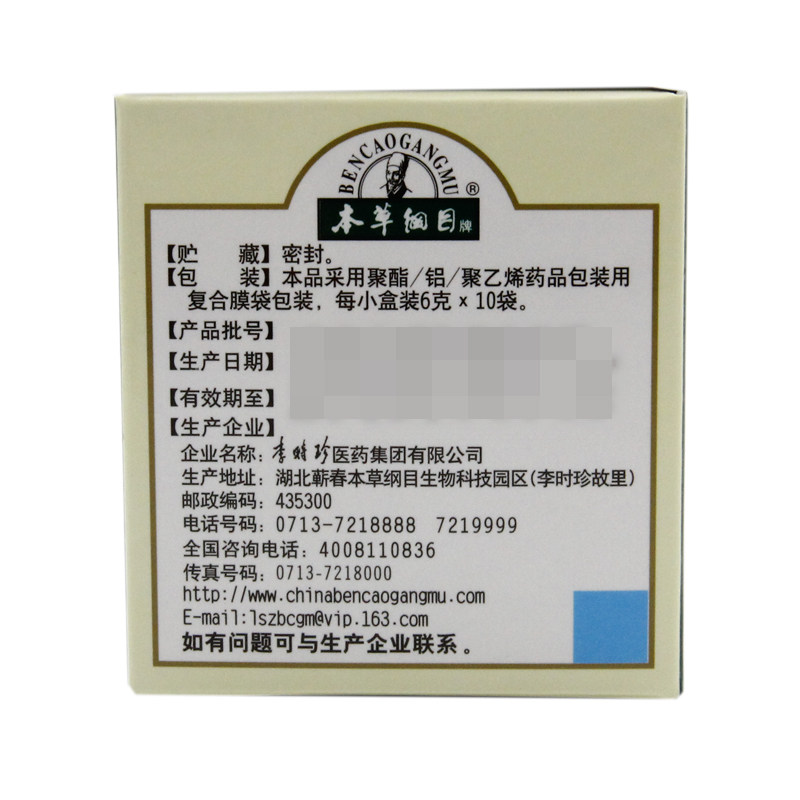 BENCAOGANGMU
®
本草纲目牌
【贮　藏】密封。
【包　装】本品采用聚酯/铝/聚乙烯药品包装用
复合膜袋包装，每小盒装6克×10袋。
【产品批号】
【生产日期】
【有效期至】
【生产企业】
企业名称：李时珍医药集团有限公司
生产地址：湖北蕲春本草纲目生物科技园区(李时珍故里)
邮政编码：435300
电话号码：0713-7218888 7219999
全国咨询电话：4008110836
传真号码：0713-7218000
http://www.chinabencaogangmu.com
E-mail:lszbcgm@vip.163.com
如有问题可与生产企业联系。